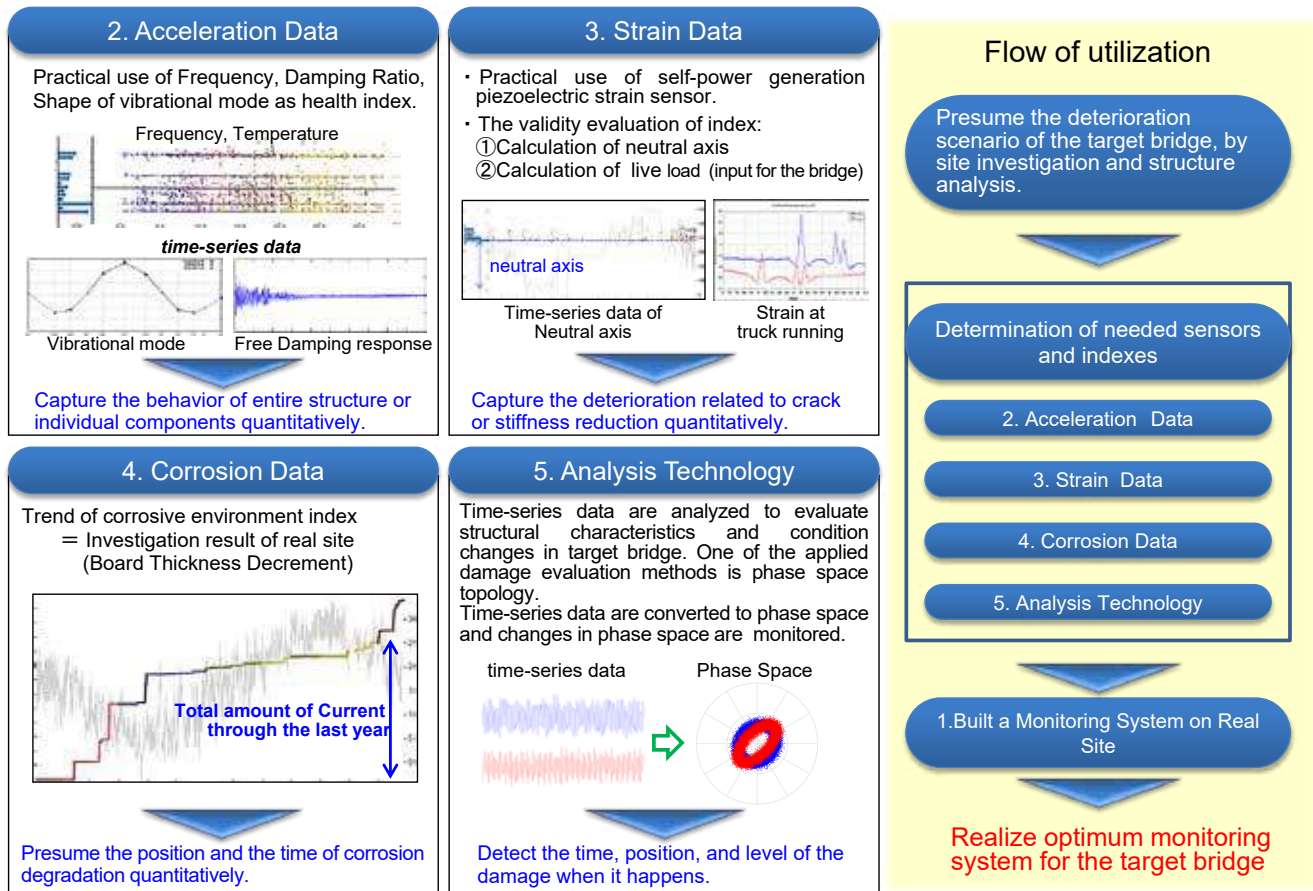 2. Acceleration Data
Practical use of Frequency, Damping Ratio,
Shape of vibrational mode as health index.
Frequency, Temperature
time-series data
Vibrational mode
Free Damping response
Capture the behavior of entire structure or
individual components quantitatively.
3. Strain Data
・Practical use of self-power generation
piezoelectric strain sensor.
・The validity evaluation of index:
①Calculation of neutral axis
②Calculation of live load (input for the bridge)
neutral axis
Time-series data of
Neutral axis
Strain at
truck running
Capture the deterioration related to crack
or stiffness reduction quantitatively.
4. Corrosion Data
Trend of corrosive environment index
＝ Investigation result of real site
(Board Thickness Decrement)
Total amount of Current
through the last year
Presume the position and the time of corrosion
degradation quantitatively.
5. Analysis Technology
Time-series data are analyzed to evaluate
structural characteristics and condition
changes in target bridge. One of the applied
damage evaluation methods is phase space
topology.
Time-series data are converted to phase space
and changes in phase space are monitored.
time-series data
Phase Space
Detect the time, position, and level of the
damage when it happens.
Flow of utilization
Presume the deterioration
scenario of the target bridge, by
site investigation and structure
analysis.
Determination of needed sensors
and indexes
2. Acceleration Data
3. Strain Data
4. Corrosion Data
5. Analysis Technology
1.Built a Monitoring System on Real
Site
Realize optimum monitoring
system for the target bridge